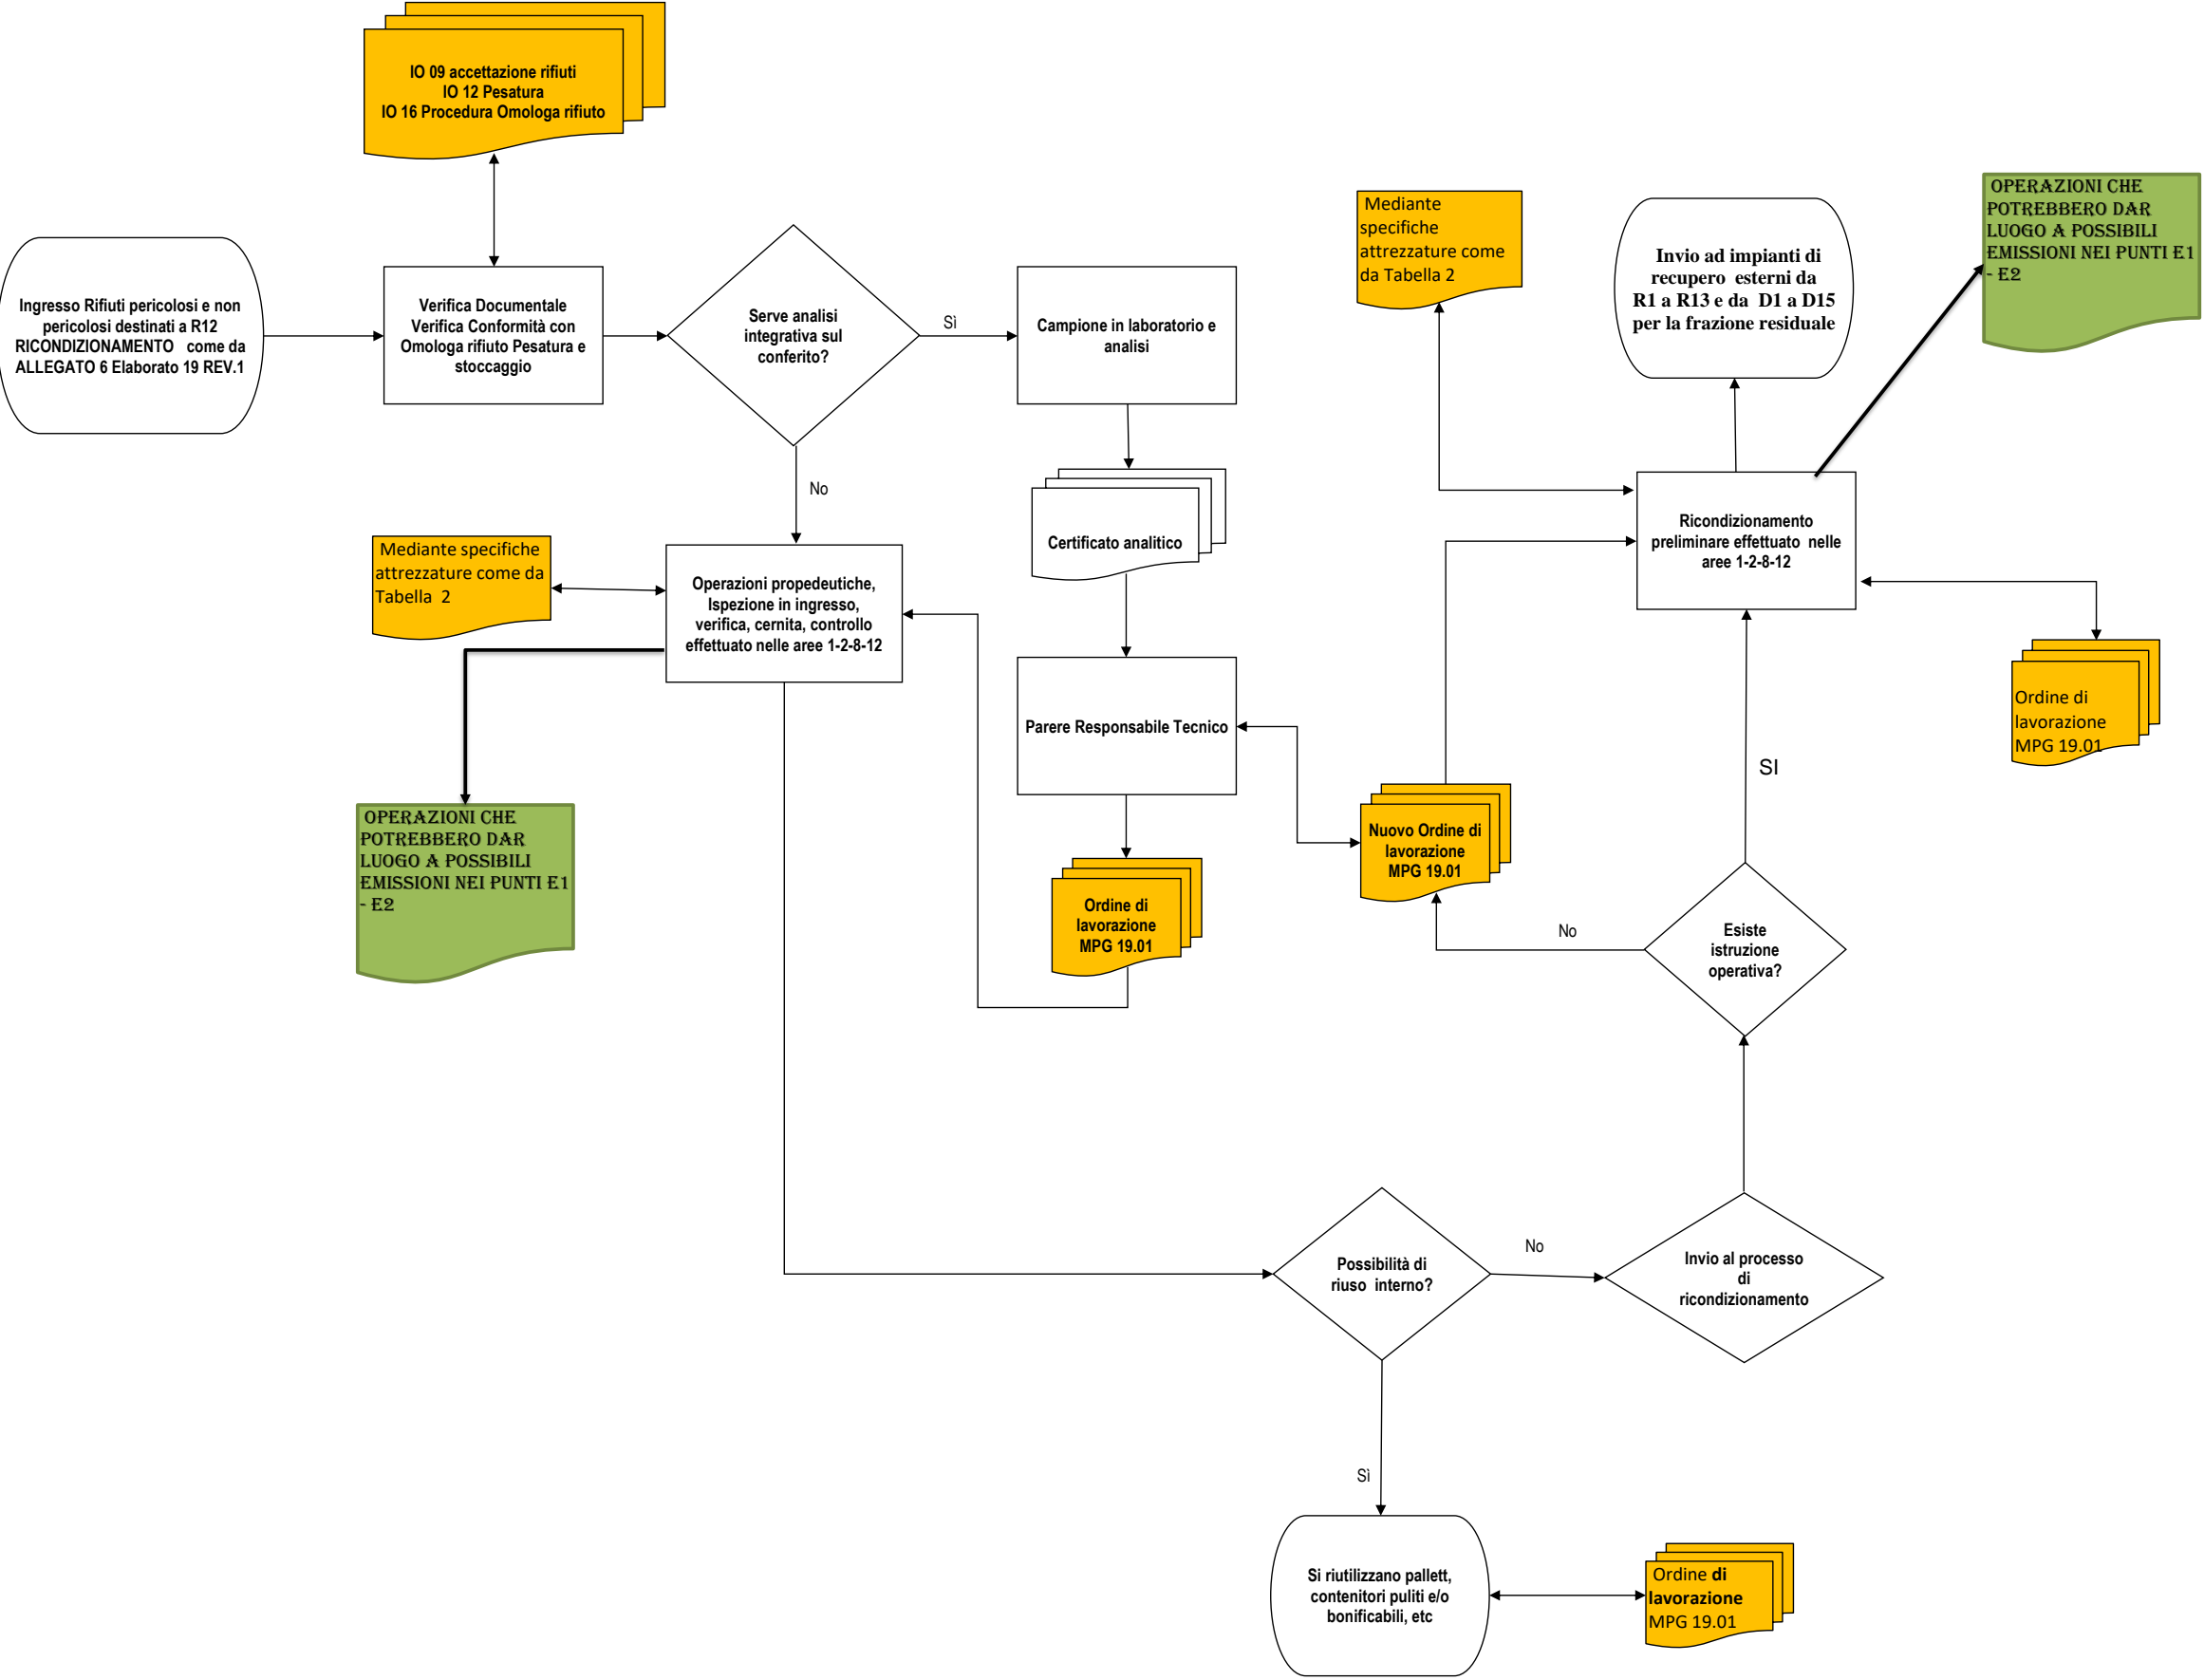 IO 09 accettazione rifiuti
IO 12 Pesatura
IO 16 Procedura Omologa rifiuto
Ingresso Rifiuti pericolosi e non
pericolosi destinati a R12
RICONDIZIONAMENTO come da
ALLEGATO 6 Elaborato 19 REV.1
Verifica Documentale
Verifica Conformità con
Omologa rifiuto Pesatura e
stoccaggio
Serve analisi
integrativa sul
conferito?
Sì
Campione in laboratorio e
analisi
Mediante
specifiche
attrezzature come
da Tabella 2
Invio ad impianti di
recupero esterni da
R1 a R13 e da D1 a D15
per la frazione residuale
OPERAZIONI CHE
POTREBBERO DAR
LUOGO A POSSIBILI
EMISSIONI NEI PUNTI E1
- E2
No
Certificato analitico
Ricondizionamento
preliminare effettuato nelle
aree 1-2-8-12
Mediante specifiche
attrezzature come da
Tabella 2
Operazioni propedeutiche,
Ispezione in ingresso,
verifica, cernita, controllo
effettuato nelle aree 1-2-8-12
Parere Responsabile Tecnico
Ordine di
lavorazione
MPG 19.01
SI
OPERAZIONI CHE
POTREBBERO DAR
LUOGO A POSSIBILI
EMISSIONI NEI PUNTI E1
- E2
Nuovo Ordine di
lavorazione
MPG 19.01
Ordine di
lavorazione
MPG 19.01
No
Esiste
istruzione
operativa?
Possibilità di
riuso interno?
No
Invio al processo
di
ricondizionamento
Sì
Si riutilizzano pallett,
contenitori puliti e/o
bonificabili, etc
Ordine di
lavorazione
MPG 19.01